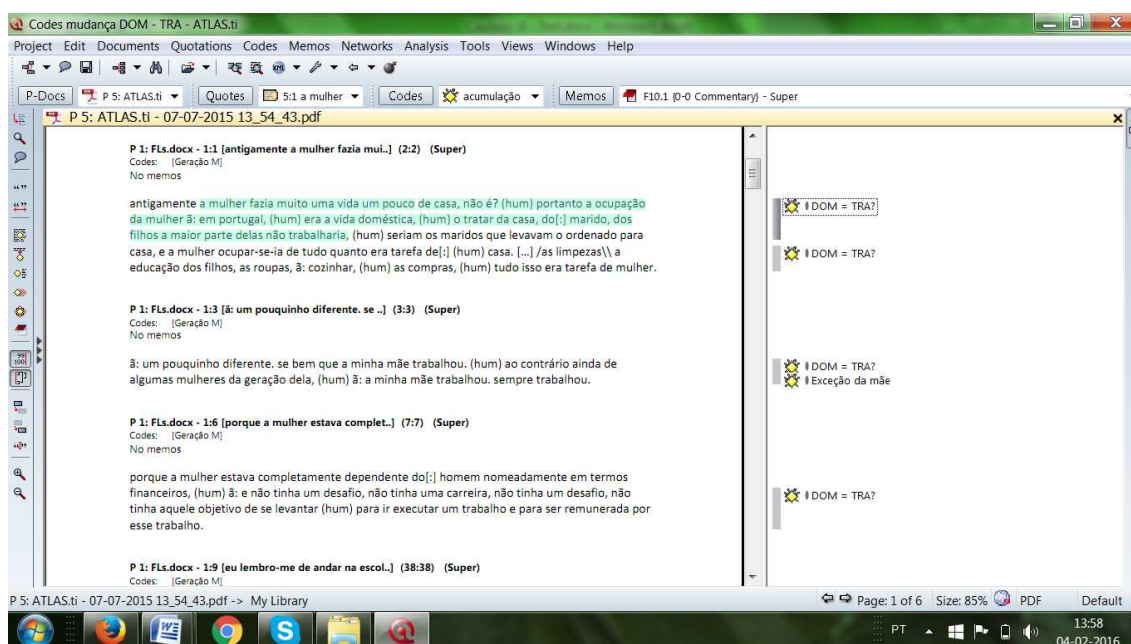 Codes mudança DOM - TRA - ATLAS.ti
Project Edit Documents Quotations Codes Memos Networks Analysis Tools Views Windows Help
P-Docs P 5: ATLAS.ti Quotes 5:1 a mulher Codes acumulação Memos F10.1 {0-0 Commentary} - Super
P 5: ATLAS.ti - 07-07-2015 13_54_43.pdf
P 1: FLs.docx - 1:1 [antigamente a mulher fazia mui..] (2:2) (Super)
Codes: [Geração M]
No memos
antigamente a mulher fazia muito uma vida um pouco de casa, não é? (hum) portanto a ocupação
da mulher ã: em portugal, (hum) era a vida doméstica, (hum) o tratar da casa, do[:] marido, dos
filhos a maior parte delas não trabalharia, (hum) seriam os maridos que levavam o ordenado para
casa, e a mulher ocupar-se-ia de tudo quanto era tarefa de[:] (hum) casa. [...] /as limpezas\\ a
educação dos filhos, as roupas, ã: cozinhar, (hum) as compras, (hum) tudo isso era tarefa de mulher.
DOM = TRA?
DOM = TRA?
P 1: FLs.docx - 1:3 [ã: um pouquinho diferente. se ..] (3:3) (Super)
Codes: [Geração M]
No memos
ã: um pouquinho diferente. se bem que a minha mãe trabalhou. (hum) ao contrário ainda de
algumas mulheres da geração dela, (hum) ã: a minha mãe trabalhou. sempre trabalhou.
DOM = TRA?
Exceção da mãe
P 1: FLs.docx - 1:6 [porque a mulher estava complet..] (7:7) (Super)
Codes: [Geração M]
No memos
porque a mulher estava completamente dependente do[:] homem nomeadamente em termos
financeiros, (hum) ã: e não tinha um desafio, não tinha uma carreira, não tinha um desafio, não
tinha aquele objetivo de se levantar (hum) para ir executar um trabalho e para ser remunerada por
esse trabalho.
DOM = TRA?
P 1: FLs.docx - 1:9 [eu lembro-me de andar na escol..] (38:38) (Super)
Codes: [Geração M]
P 5: ATLAS.ti - 07-07-2015 13_54_43.pdf -> My Library
Page: 1 of 6 Size: 85% PDF Default
PT
13:58
04-02-2016